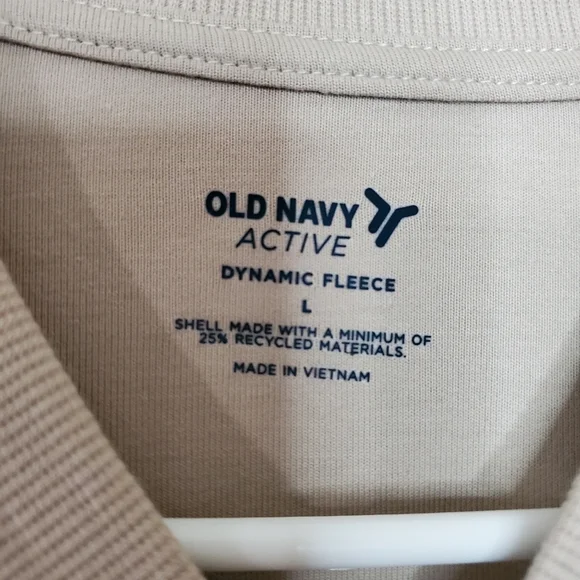 OLD NAVY
ACTIVE
DYNAMIC FLEECE
L
SHELL MADE WITH A MINIMUM OF
25% RECYCLED MATERIALS.
MADE IN VIETNAM